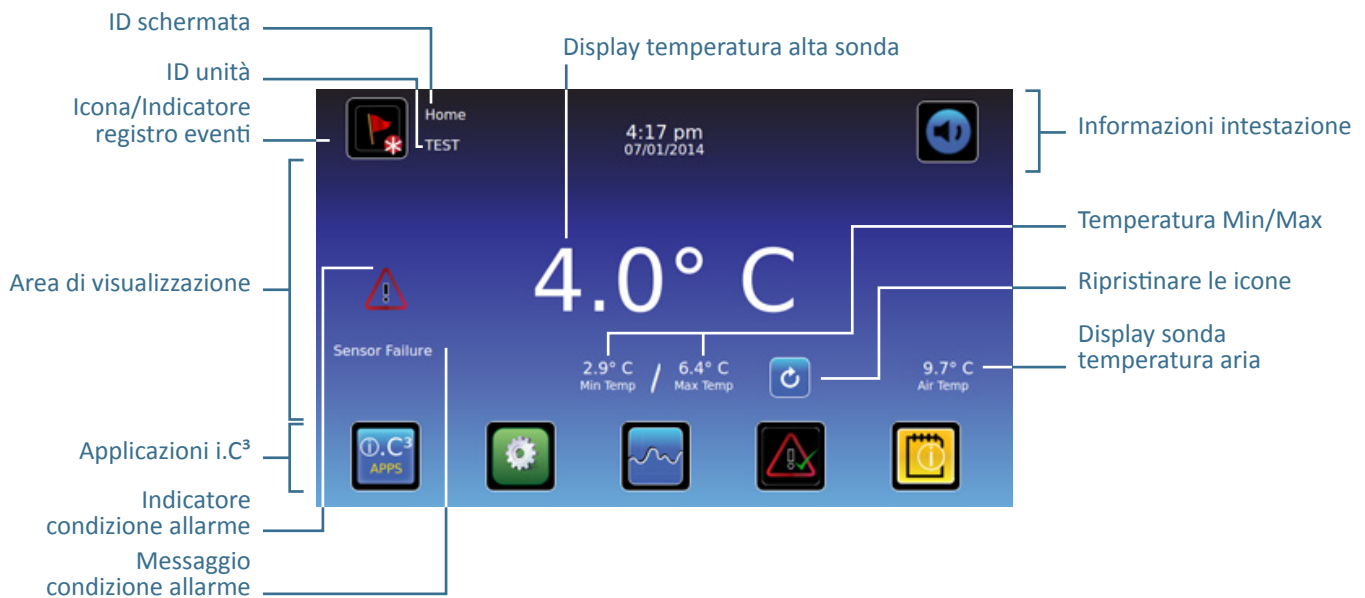 ID schermata
ID unità
Icona/Indicatore
registro eventi
Display temperatura alta sonda
Home
TEST
4:17 pm
07/01/2014
Informazioni intestazione
Temperatura Min/Max
Area di visualizzazione
4.0° C
Ripristinare le icone
Sensor Failure
2.9° C / 6.4° C
Min Temp Max Temp
9.7° C
Air Temp
Display sonda
temperatura aria
Applicazioni i.C³
i.C³
APPS
Indicatore
condizione allarme
Messaggio
condizione allarme